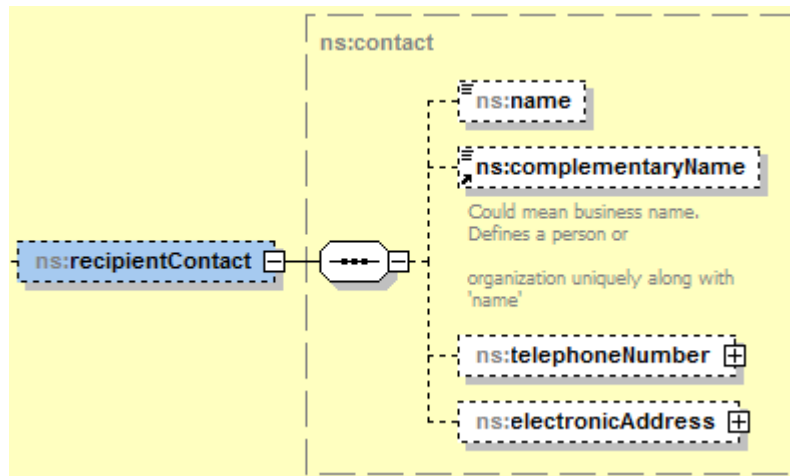 ns:contact
ns:name
ns:complementaryName
Could mean business name.
Defines a person or
organization uniquely along with
'name'
ns:recipientContact
ns:telephoneNumber
ns:electronicAddress